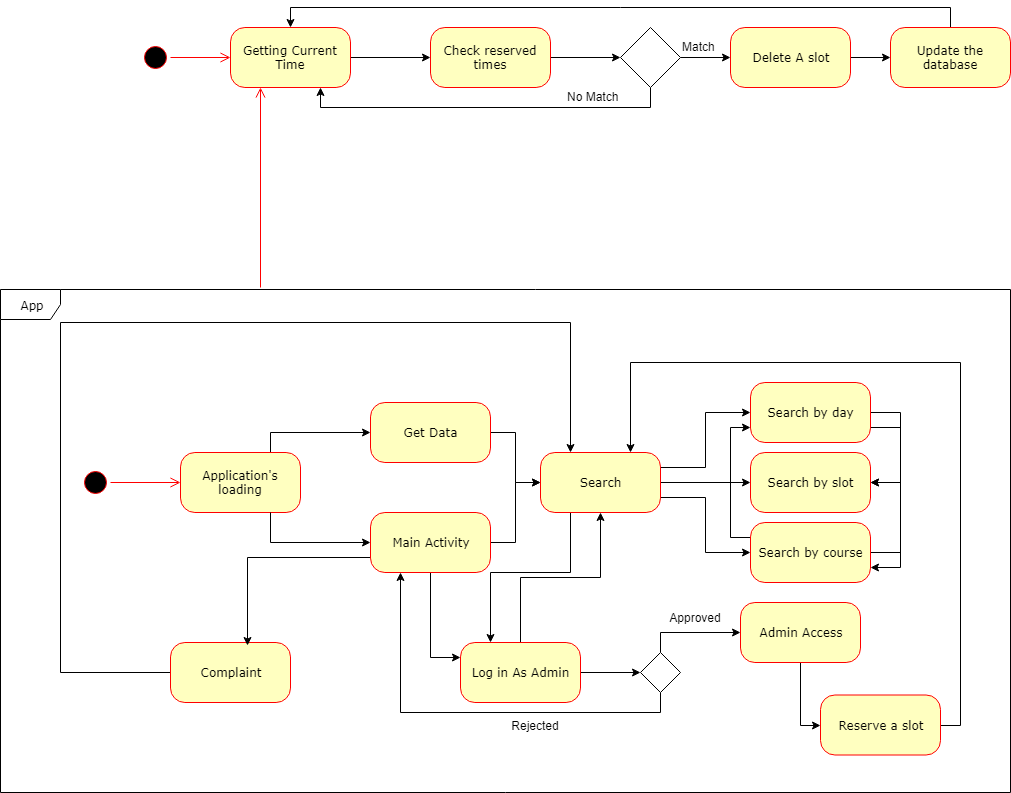 Getting Current
Time
Check reserved
times
Match
Delete A slot
Update the
database
No Match
App
Search by day
Get Data
Application's
loading
Search
Search by slot
Main Activity
Search by course
Approved
Admin Access
Complaint
Log in As Admin
Rejected
Reserve a slot